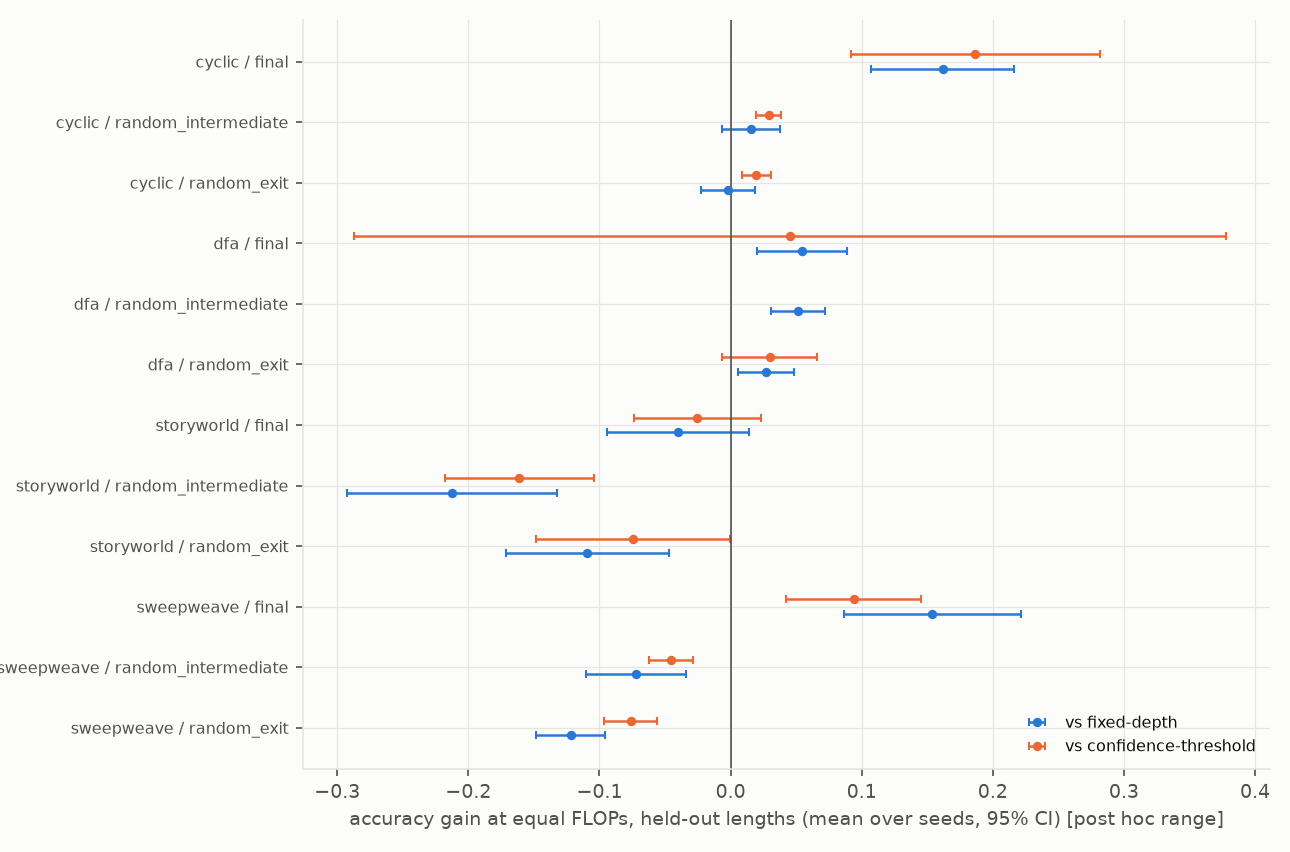 cyclic / final
cyclic / random_intermediate
cyclic / random_exit
dfa / final
dfa / random_intermediate
dfa / random_exit
storyworld / final
storyworld / random_intermediate
storyworld / random_exit
sweepweave / final
sweepweave / random_intermediate
sweepweave / random_exit
vs fixed-depth
vs confidence-threshold
−0.3 −0.2 −0.1 0.0 0.1 0.2 0.3 0.4
accuracy gain at equal FLOPs, held-out lengths (mean over seeds, 95% CI) [post hoc range]